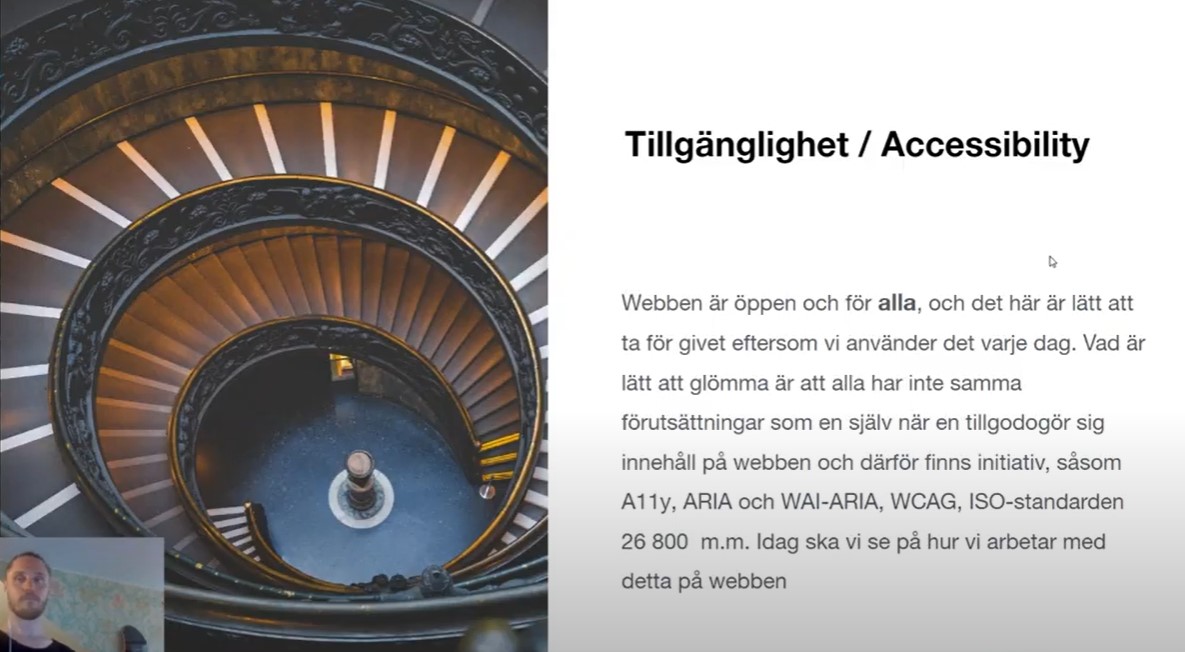 Tillgänglighet / Accessibility
Webben är öppen och för alla, och det här är lätt att
ta för givet eftersom vi använder det varje dag. Vad är
lätt att glömma är att alla har inte samma
förutsättningar som en själv när en tillgodogör sig
innehåll på webben och därför finns initiativ, såsom
A11y, ARIA och WAI-ARIA, WCAG, ISO-standarden
26 800  m.m. Idag ska vi se på hur vi arbetar med
detta på webben